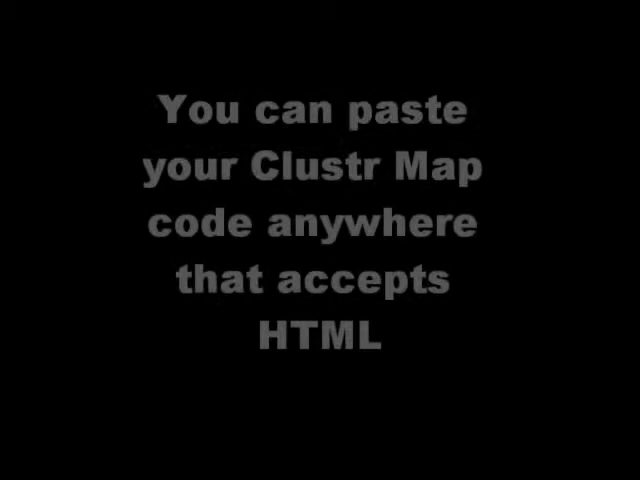 You can paste
your Clustr Map
code anywhere
that accepts
HTML